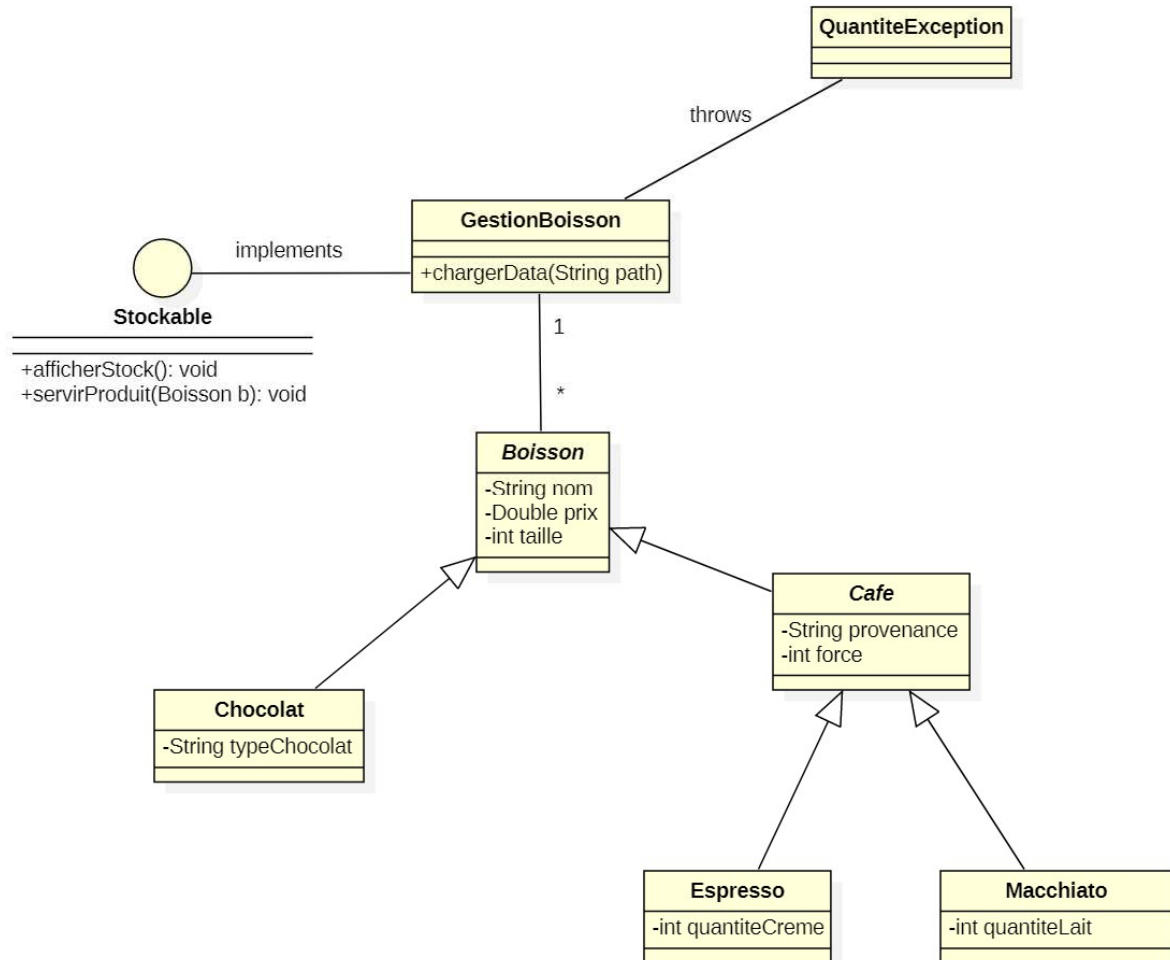 QuantiteException
throws
GestionBoisson
+chargerData(String path)
implements
Stockable
+afficherStock(): void
+servirProduit(Boisson b): void
1
*
Boisson
-String nom
-Double prix
-int taille
Cafe
-String provenance
-int force
Chocolat
-String typeChocolat
Espresso
-int quantiteCreme
Macchiato
-int quantiteLait